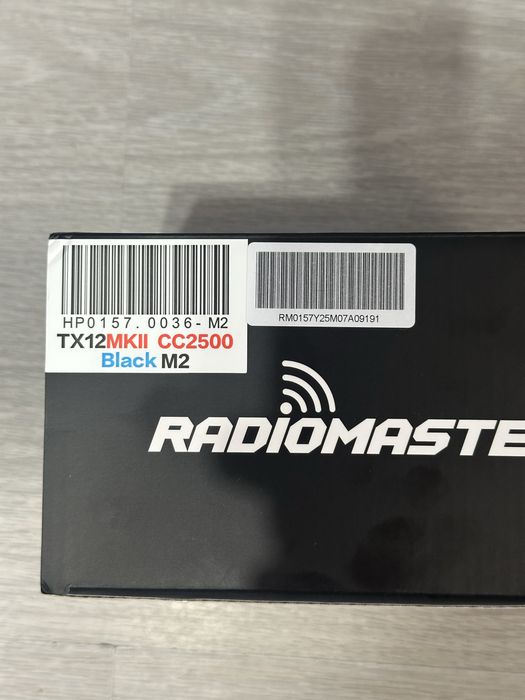 HP0157.0036-M2
TX12MKII CC2500
Black M2
RM0157Y25M07A09191
RADIOMASTE